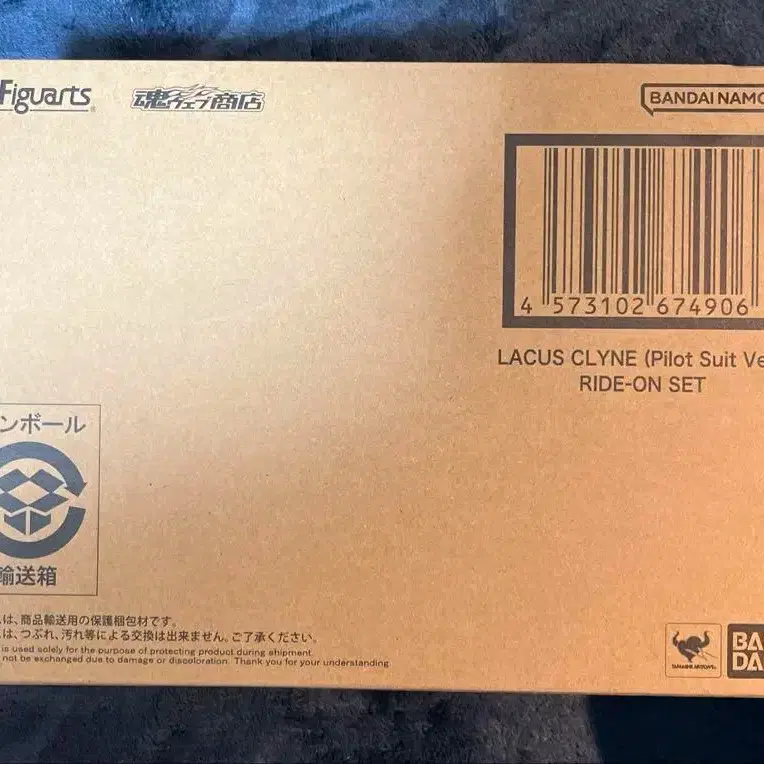 Figuarts
魂ウェブ商店
BANDAI NAMCO
4 573102 674906
LACUS CLYNE (Pilot Suit Ve
RIDE-ON SET
ンボール
輸送箱
は、商品輸送用の保護梱包材です。
は、つぶれ、汚れ等による交換は出来ません。ご了承ください。
is used solely for the purpose of protecting product during shipment.
not be exchanged due to damage or discoloration. Thank you for your understanding
TAMASHII NATIONS
BA
DA